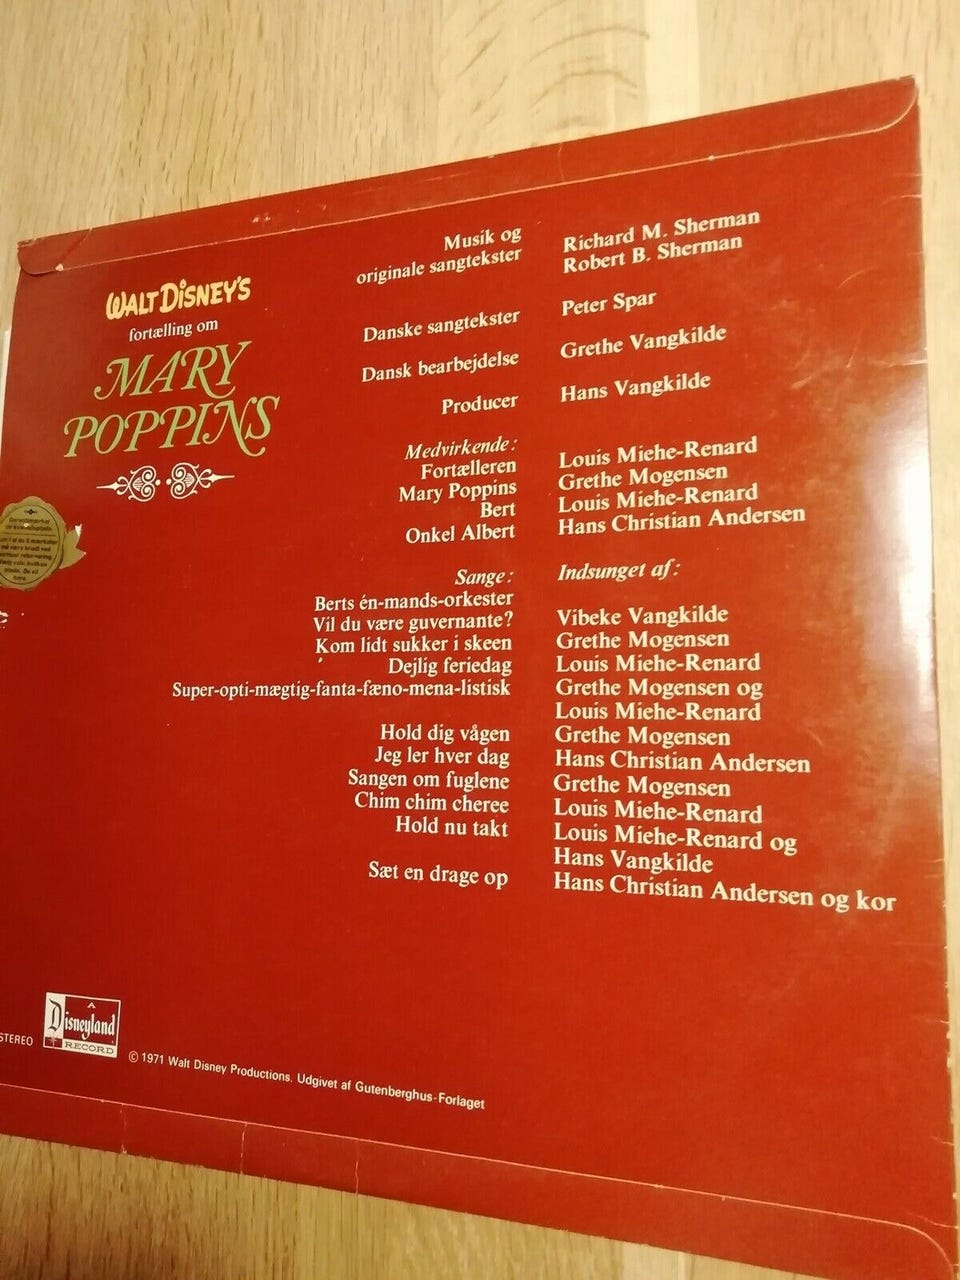 WALT DISNEY'S
fortælling om
MARY
POPPINS
Musik og
originale sangtekster
Richard M. Sherman
Robert B. Sherman
Danske sangtekster Peter Spar
Dansk bearbejdelse Grethe Vangkilde
Producer Hans Vangkilde
Medvirkende:
Fortælleren Louis Miehe-Renard
Mary Poppins Grethe Mogensen
Bert Louis Miehe-Renard
Onkel Albert Hans Christian Andersen
Sange: Indsunget af:
Berts én-mands-orkester
Vil du være guvernante? Vibeke Vangkilde
Kom lidt sukker i skeen Grethe Mogensen
Dejlig feriedag Louis Miehe-Renard
Super-opti-mægtig-fanta-fæno-mena-listisk Grethe Mogensen og
Louis Miehe-Renard
Hold dig vågen Grethe Mogensen
Jeg ler hver dag Hans Christian Andersen
Sangen om fuglene Grethe Mogensen
Chim chim cheree Louis Miehe-Renard
Hold nu takt Louis Miehe-Renard og
Hans Vangkilde
Sæt en drage op Hans Christian Andersen og kor
STEREO
A
Disneyland
RECORD
© 1971 Walt Disney Productions. Udgivet af Gutenberghus-Forlaget